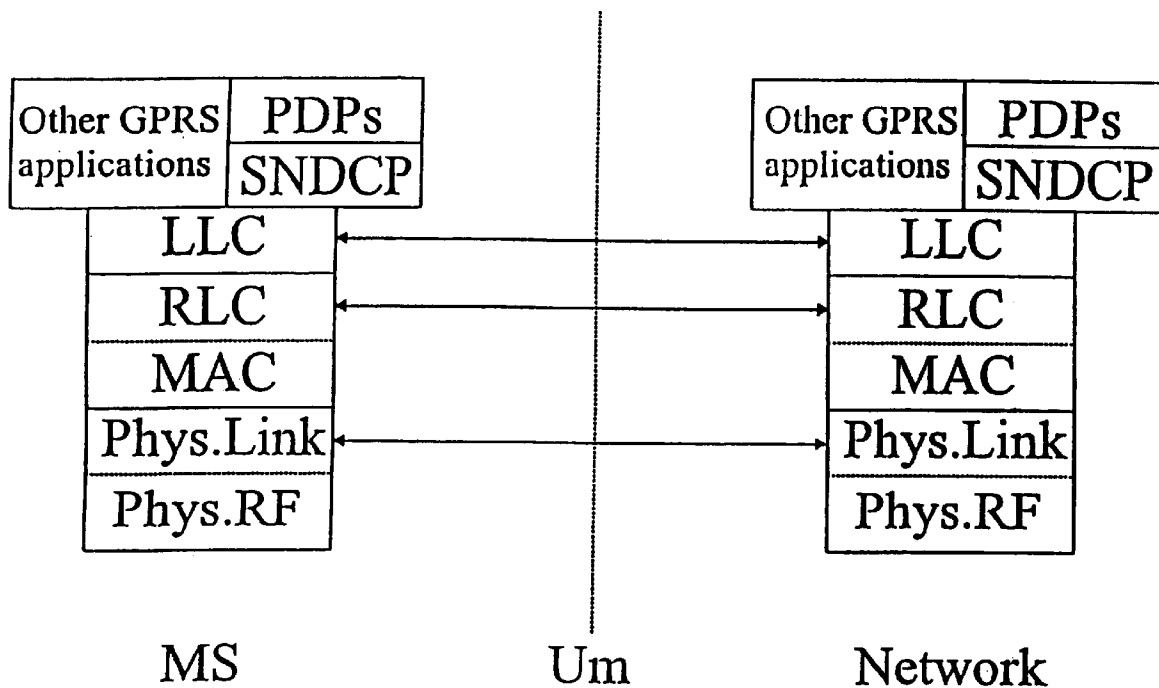 Other GPRS
applications
PDPs
SNDCP
LLC
RLC
MAC
Phys.Link
Phys.RF
MS
Um
Other GPRS
applications
PDPs
SNDCP
LLC
RLC
MAC
Phys.Link
Phys.RF
Network